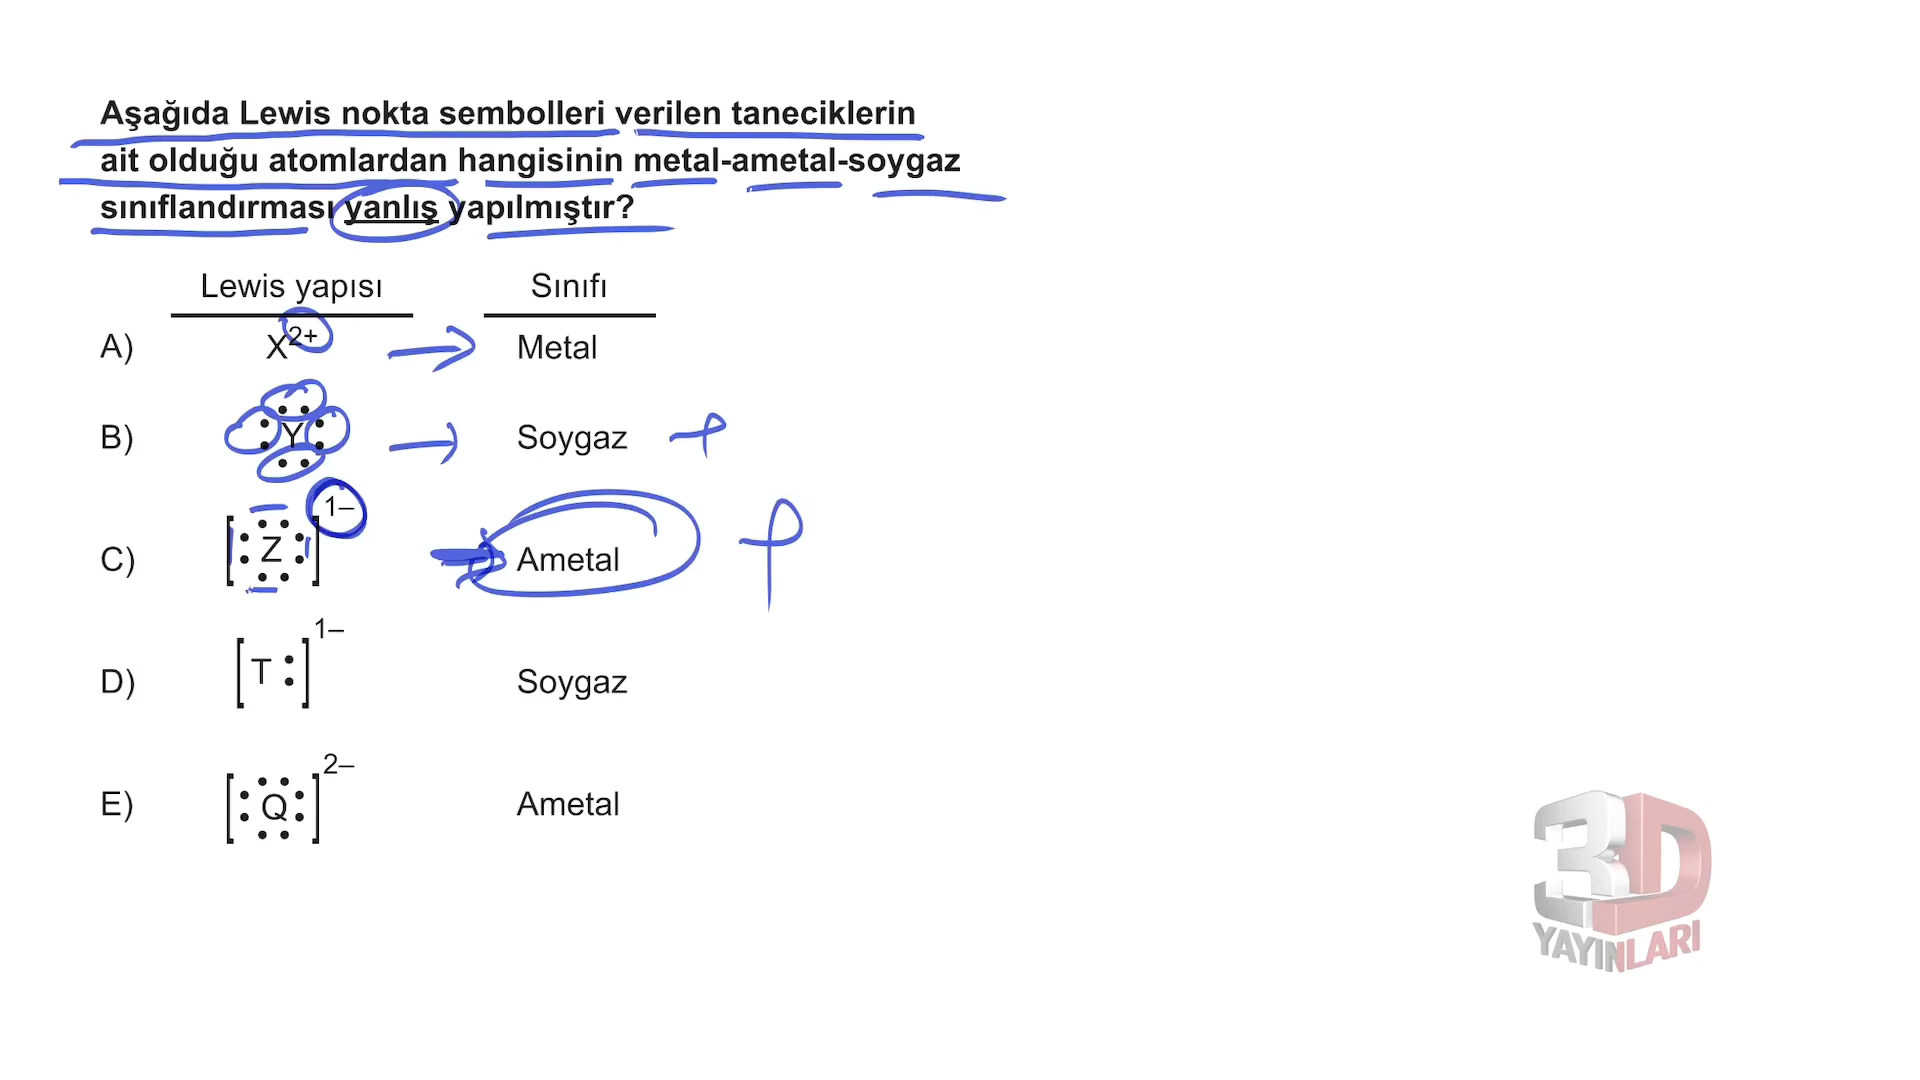 Aşağıda Lewis nokta sembolleri verilen taneciklerin
ait olduğu atomlardan hangisinin metal-ametal-soygaz
sınıflandırması yanlış yapılmıştır?
Lewis yapısı Sınıfı
A) X2+ Metal
B) Y Soygaz
C) [Z]1– Ametal
D) [T:]1– Soygaz
E) [:Q:]2– Ametal
3D
YAYINLARI